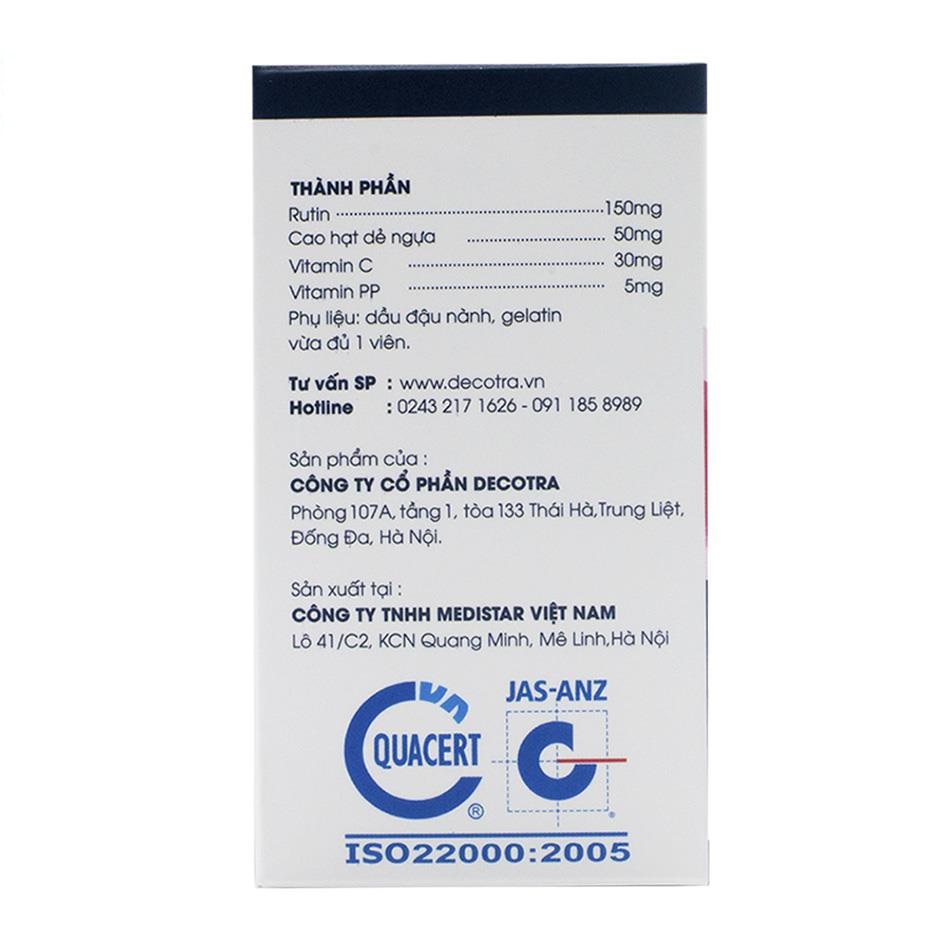 THÀNH PHẦN
Rutin ........................................................ 150mg
Cao hạt dẻ ngựa ............................ 50mg
Vitamin C ........................................ 30mg
Vitamin PP ........................................ 5mg
Phụ liệu: dầu đậu nành, gelatin
vừa đủ 1 viên.
Tư vấn SP : www.decotra.vn
Hotline : 0243 217 1626 - 091 185 8989
Sản phẩm của :
CÔNG TY CỔ PHẦN DECOTRA
Phòng 107A, tầng 1, tòa 133 Thái Hà,Trung Liệt,
Đống Đa, Hà Nội.
Sản xuất tại :
CÔNG TY TNHH MEDISTAR VIỆT NAM
Lô 41/C2, KCN Quang Minh, Mê Linh,Hà Nội
VN
QUACERT
®
JAS-ANZ
®
ISO22000:2005